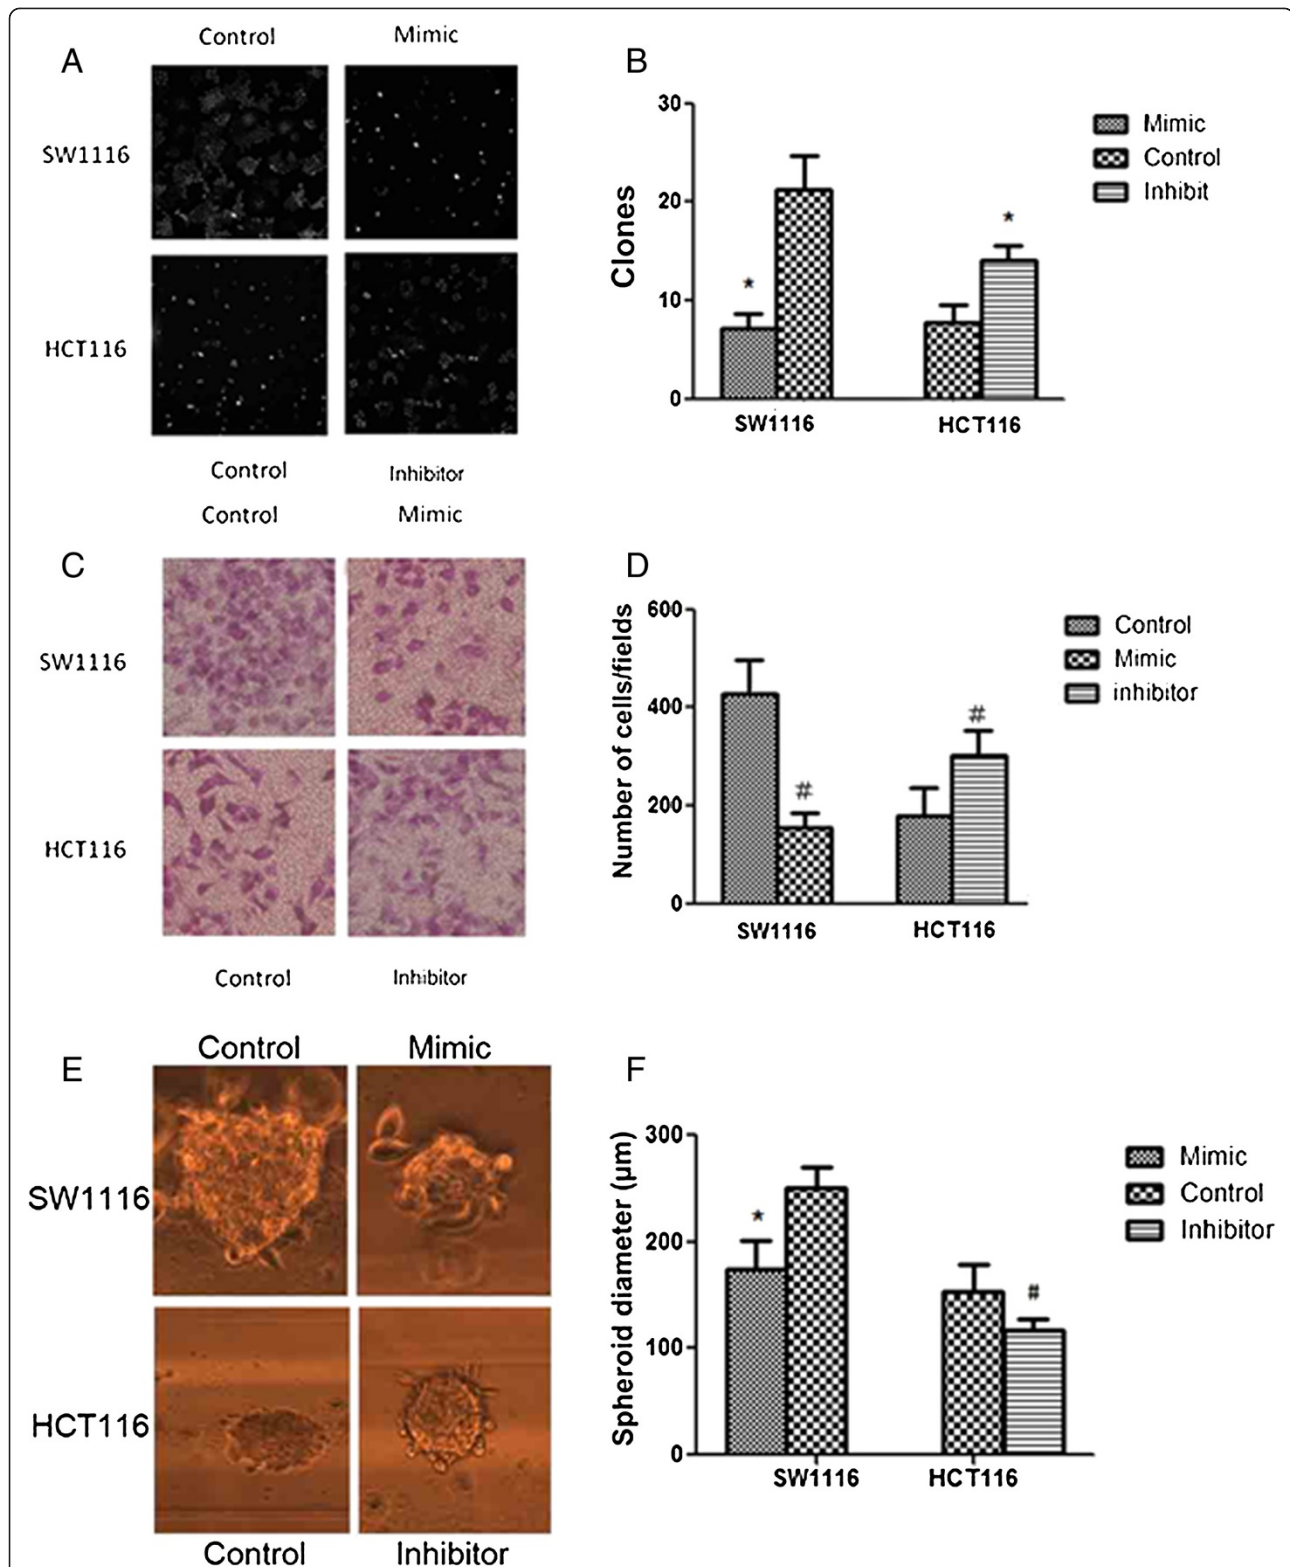 A
Control
Mimic
SW1116
HCT116
Control
Inhibitor
B
30
20
10
0
Clones
*
*
SW1116
HCT116
Mimic
Control
Inhibit
C
Control
Mimic
SW1116
HCT116
Control
Inhibitor
D
600
400
200
0
Number of cells/fields
#
#
SW1116
HCT116
Control
Mimic
inhibitor
E
Control
Mimic
SW1116
HCT116
Control
Inhibitor
F
300
200
100
0
Spheroid diameter (μm)
*
#
SW1116
HCT116
Mimic
Control
Inhibitor